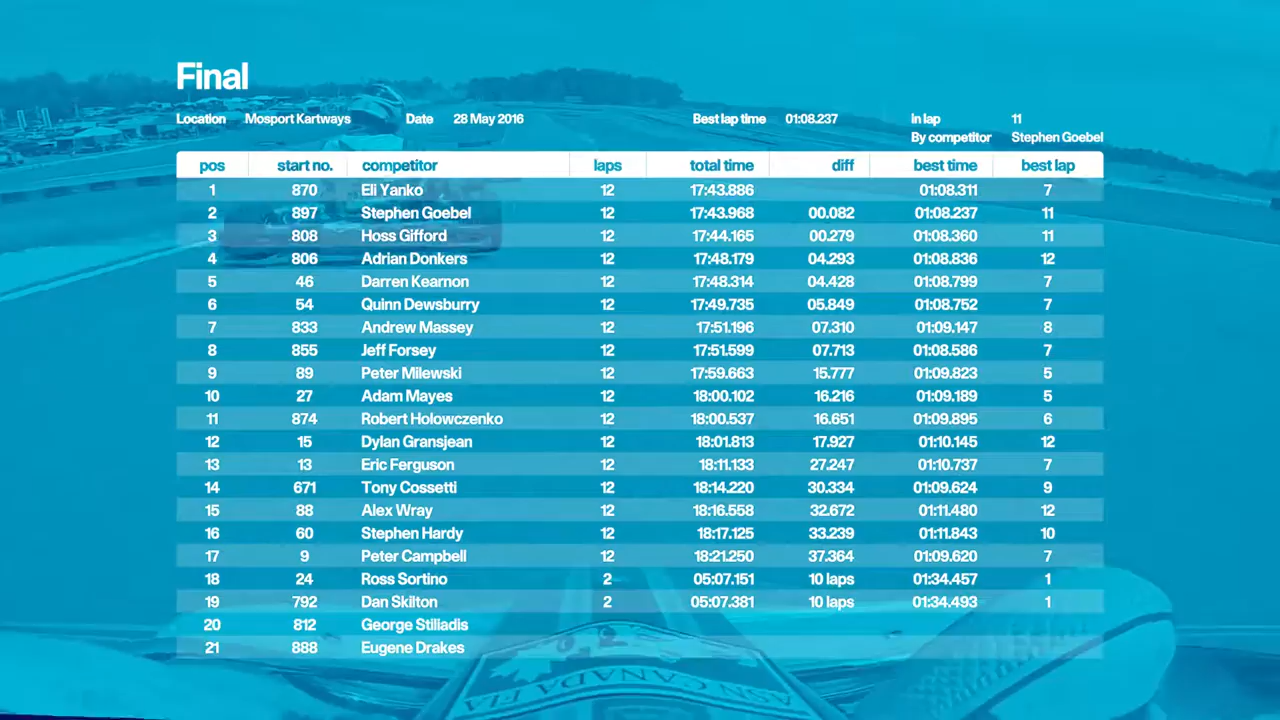 Final
Location Mosport Kartways Date 28 May 2016 Best lap time 01:08.237 In lap 11
By competitor Stephen Goebel
pos start no. competitor laps total time diff best time best lap
1 870 Eli Yanko 12 17:43.886 01:08.311 7
2 897 Stephen Goebel 12 17:43.968 00.082 01:08.237 11
3 808 Hoss Gifford 12 17:44.165 00.279 01:08.360 11
4 806 Adrian Donkers 12 17:48.179 04.293 01:08.836 12
5 46 Darren Kearnon 12 17:48.314 04.428 01:08.799 7
6 54 Quinn Dewsburry 12 17:49.735 05.849 01:08.752 7
7 833 Andrew Massey 12 17:51.196 07.310 01:09.147 8
8 855 Jeff Forsey 12 17:51.599 07.713 01:08.586 7
9 89 Peter Milewski 12 17:59.663 15.777 01:09.823 5
10 27 Adam Mayes 12 18:00.102 16.216 01:09.189 5
11 874 Robert Holowczenko 12 18:00.537 16.651 01:09.895 6
12 15 Dylan Gransjean 12 18:01.813 17.927 01:10.145 12
13 13 Eric Ferguson 12 18:11.133 27.247 01:10.737 7
14 671 Tony Cossetti 12 18:14.220 30.334 01:09.624 9
15 88 Alex Wray 12 18:16.558 32.672 01:11.480 12
16 60 Stephen Hardy 12 18:17.125 33.239 01:11.843 10
17 9 Peter Campbell 12 18:21.250 37.364 01:09.620 7
18 24 Ross Sortino 2 05:07.151 10 laps 01:34.457 1
19 792 Dan Skilton 2 05:07.381 10 laps 01:34.493 1
20 812 George Stiliadis
21 888 Eugene Drakes
ASN CANADA FIA